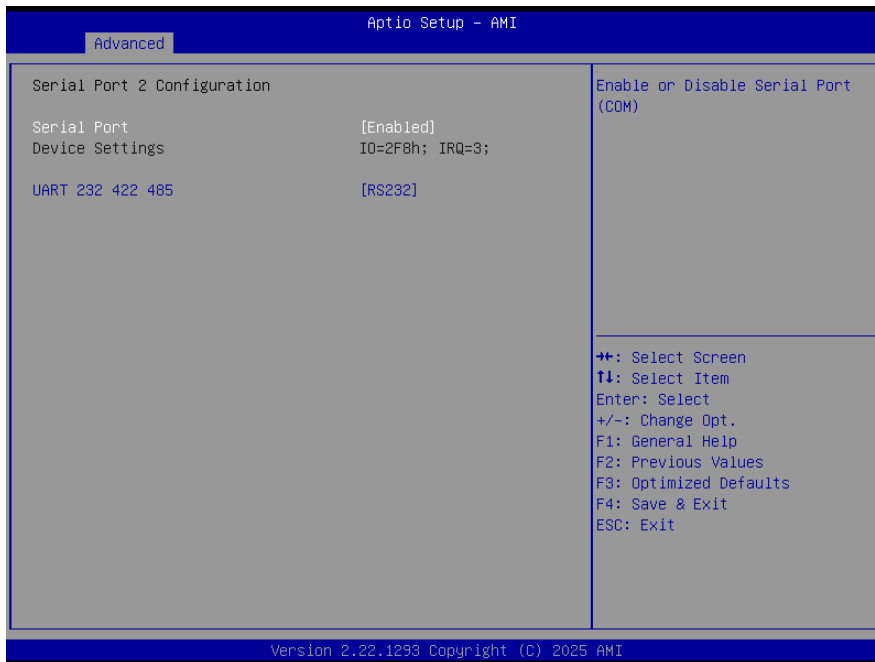 Aptio Setup - AMI
Advanced
Serial Port 2 Configuration
Serial Port [Enabled]
Device Settings IO=2F8h; IRQ=3;
UART 232 422 485 [RS232]
Enable or Disable Serial Port
(COM)
→←: Select Screen
↑↓: Select Item
Enter: Select
+/-: Change Opt.
F1: General Help
F2: Previous Values
F3: Optimized Defaults
F4: Save & Exit
ESC: Exit
Version 2.22.1293 Copyright (C) 2025 AMI